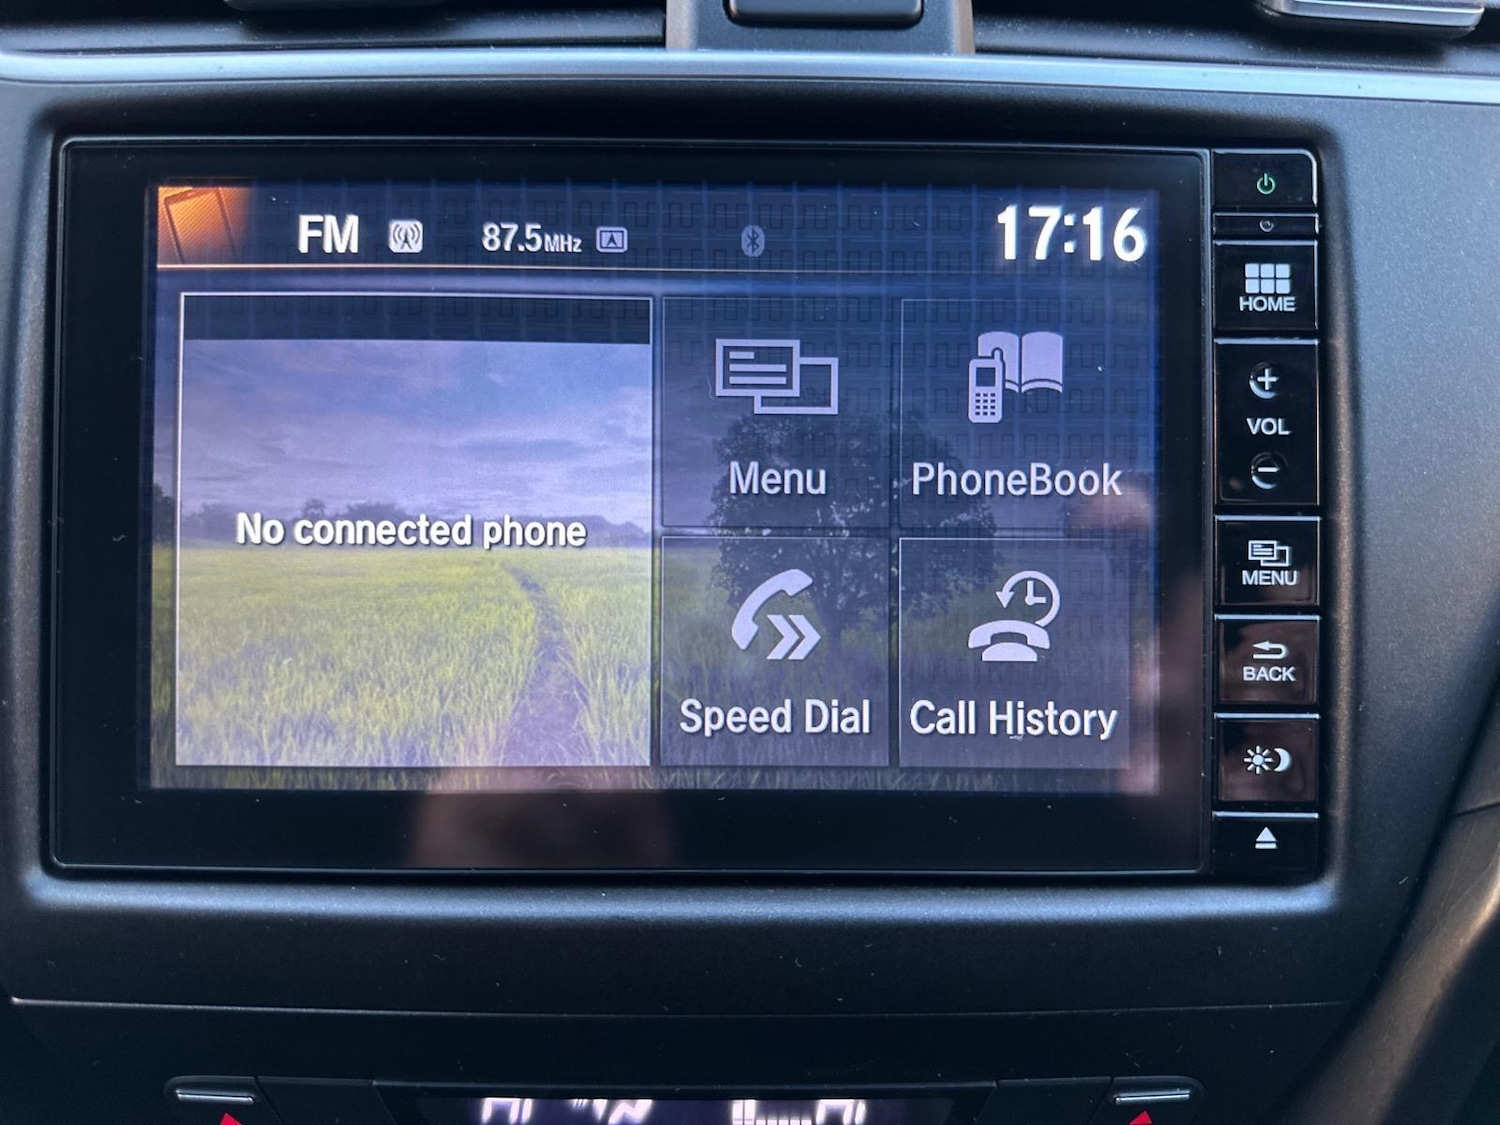 FM 87.5MHz 17:16
No connected phone
Menu
PhoneBook
Speed Dial
Call History
HOME
+
VOL
−
MENU
BACK